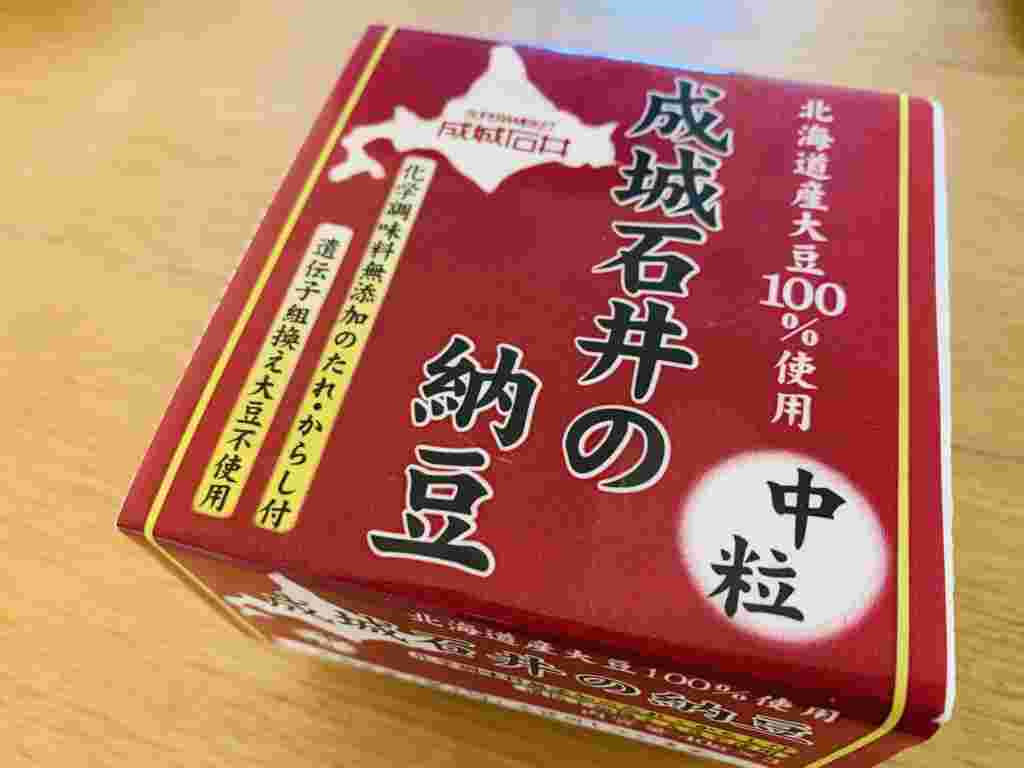 北海道産大豆100%使用
成城石井の
納豆
中粒
成城石井
化学調味料無添加のたれ・からし付
遺伝子組換え大豆不使用
北海道産大豆100%使用
成城石井の納豆